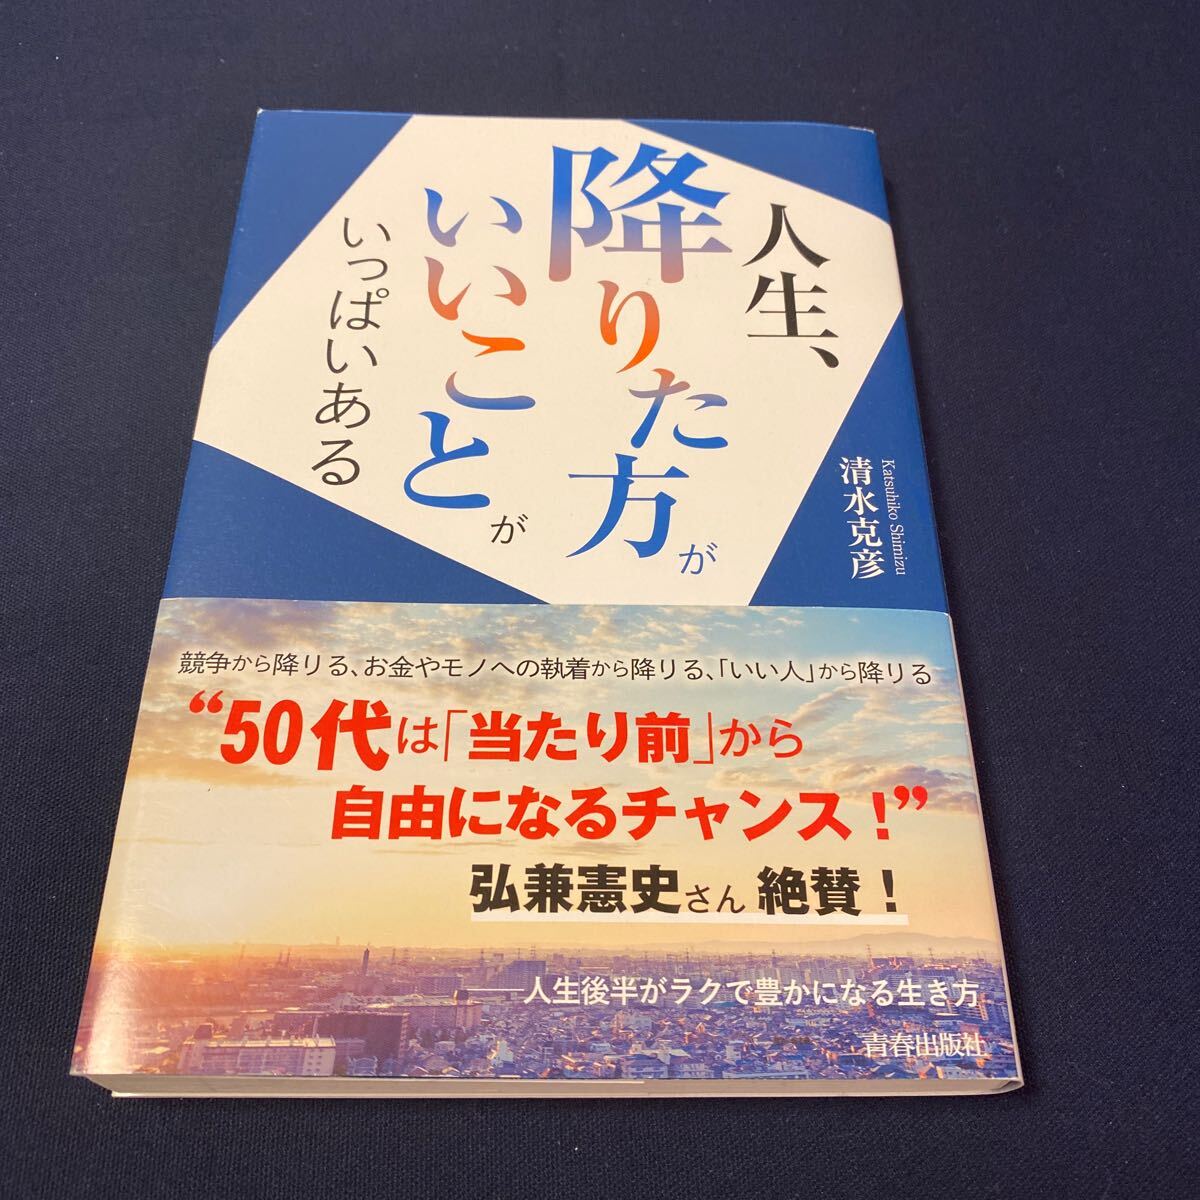 人生、
降りた方が
いいことが
いっぱいある
清水克彦
Katsuhiko Shimizu
競争から降りる、お金やモノへの執着から降りる、「いい人」から降りる
“50代は「当たり前」から
自由になるチャンス！”
弘兼憲史さん 絶賛！
――人生後半がラクで豊かになる生き方
青春出版社